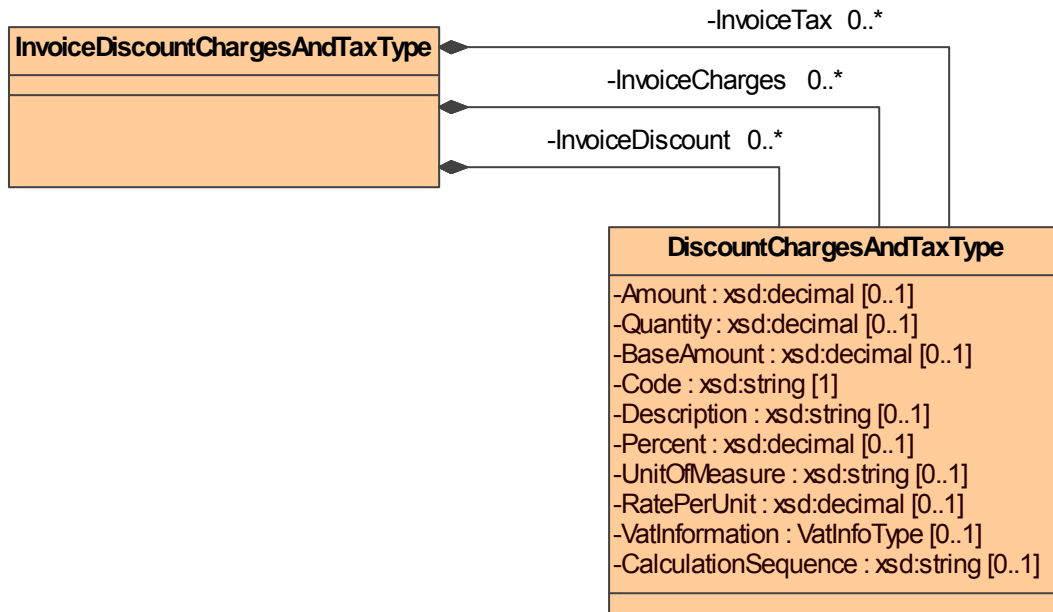 -InvoiceTax 0..*
InvoiceDiscountChargesAndTaxType
-InvoiceCharges 0..*
-InvoiceDiscount 0..*
DiscountChargesAndTaxType
-Amount : xsd:decimal [0..1]
-Quantity : xsd:decimal [0..1]
-BaseAmount : xsd:decimal [0..1]
-Code : xsd:string [1]
-Description : xsd:string [0..1]
-Percent : xsd:decimal [0..1]
-UnitOfMeasure : xsd:string [0..1]
-RatePerUnit : xsd:decimal [0..1]
-VatInformation : VatInfoType [0..1]
-CalculationSequence : xsd:string [0..1]